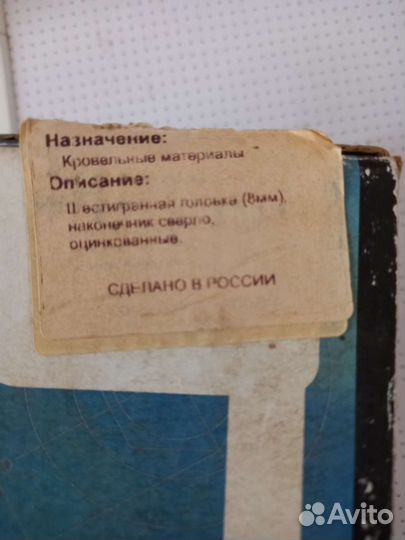 Назначение:
Кровельные материалы
Описание:
Шестигранная головка (8мм),
наконечник сверло,
оцинкованные.
СДЕЛАНО В РОССИИ
Avito